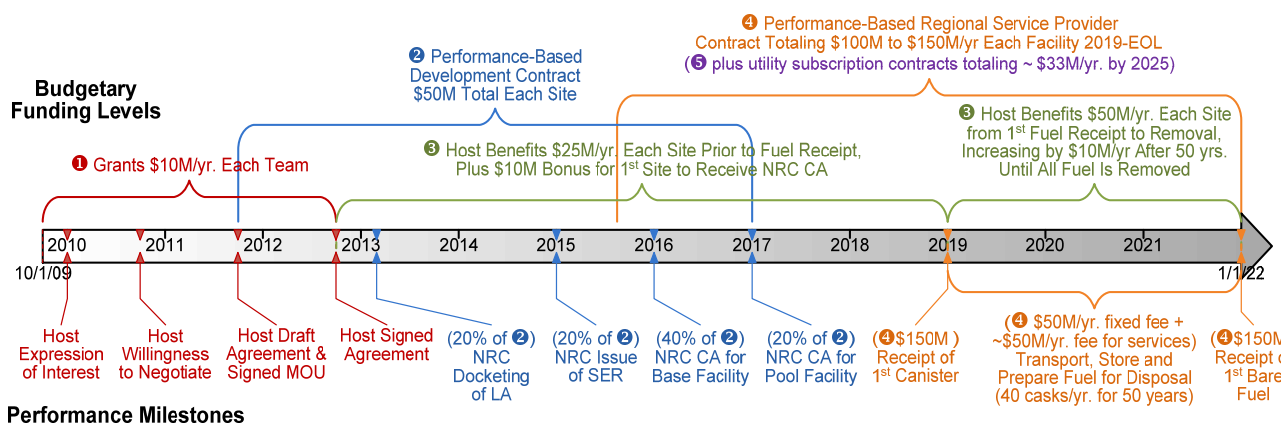 ❹ Performance-Based Regional Service Provider
Contract Totaling $100M to $150M/yr Each Facility 2019-EOL
(❺ plus utility subscription contracts totaling ~ $33M/yr. by 2025)
❷ Performance-Based
Development Contract
$50M Total Each Site
Budgetary
Funding Levels
❶ Grants $10M/yr. Each Team
❸ Host Benefits $25M/yr. Each Site Prior to Fuel Receipt,
Plus $10M Bonus for 1st Site to Receive NRC CA
❸ Host Benefits $50M/yr. Each Site
from 1st Fuel Receipt to Removal,
Increasing by $10M/yr After 50 yrs.
Until All Fuel Is Removed
2010 2011 2012 2013 2014 2015 2016 2017 2018 2019 2020 2021
10/1/09
1/1/22
Host
Expression
of Interest
Host
Willingness
to Negotiate
Host Draft
Agreement &
Signed MOU
Host Signed
Agreement
(20% of ❷)
NRC
Docketing
of LA
(20% of ❷)
NRC Issue
of SER
(40% of ❷)
NRC CA for
Base Facility
(20% of ❷)
NRC CA for
Pool Facility
(❹$150M )
Receipt of
1st Canister
(❹ $50M/yr. fixed fee +
~$50M/yr. fee for services)
Transport, Store and
Prepare Fuel for Disposal
(40 casks/yr. for 50 years)
(❹$150M
Receipt of
1st Bare
Fuel
Performance Milestones